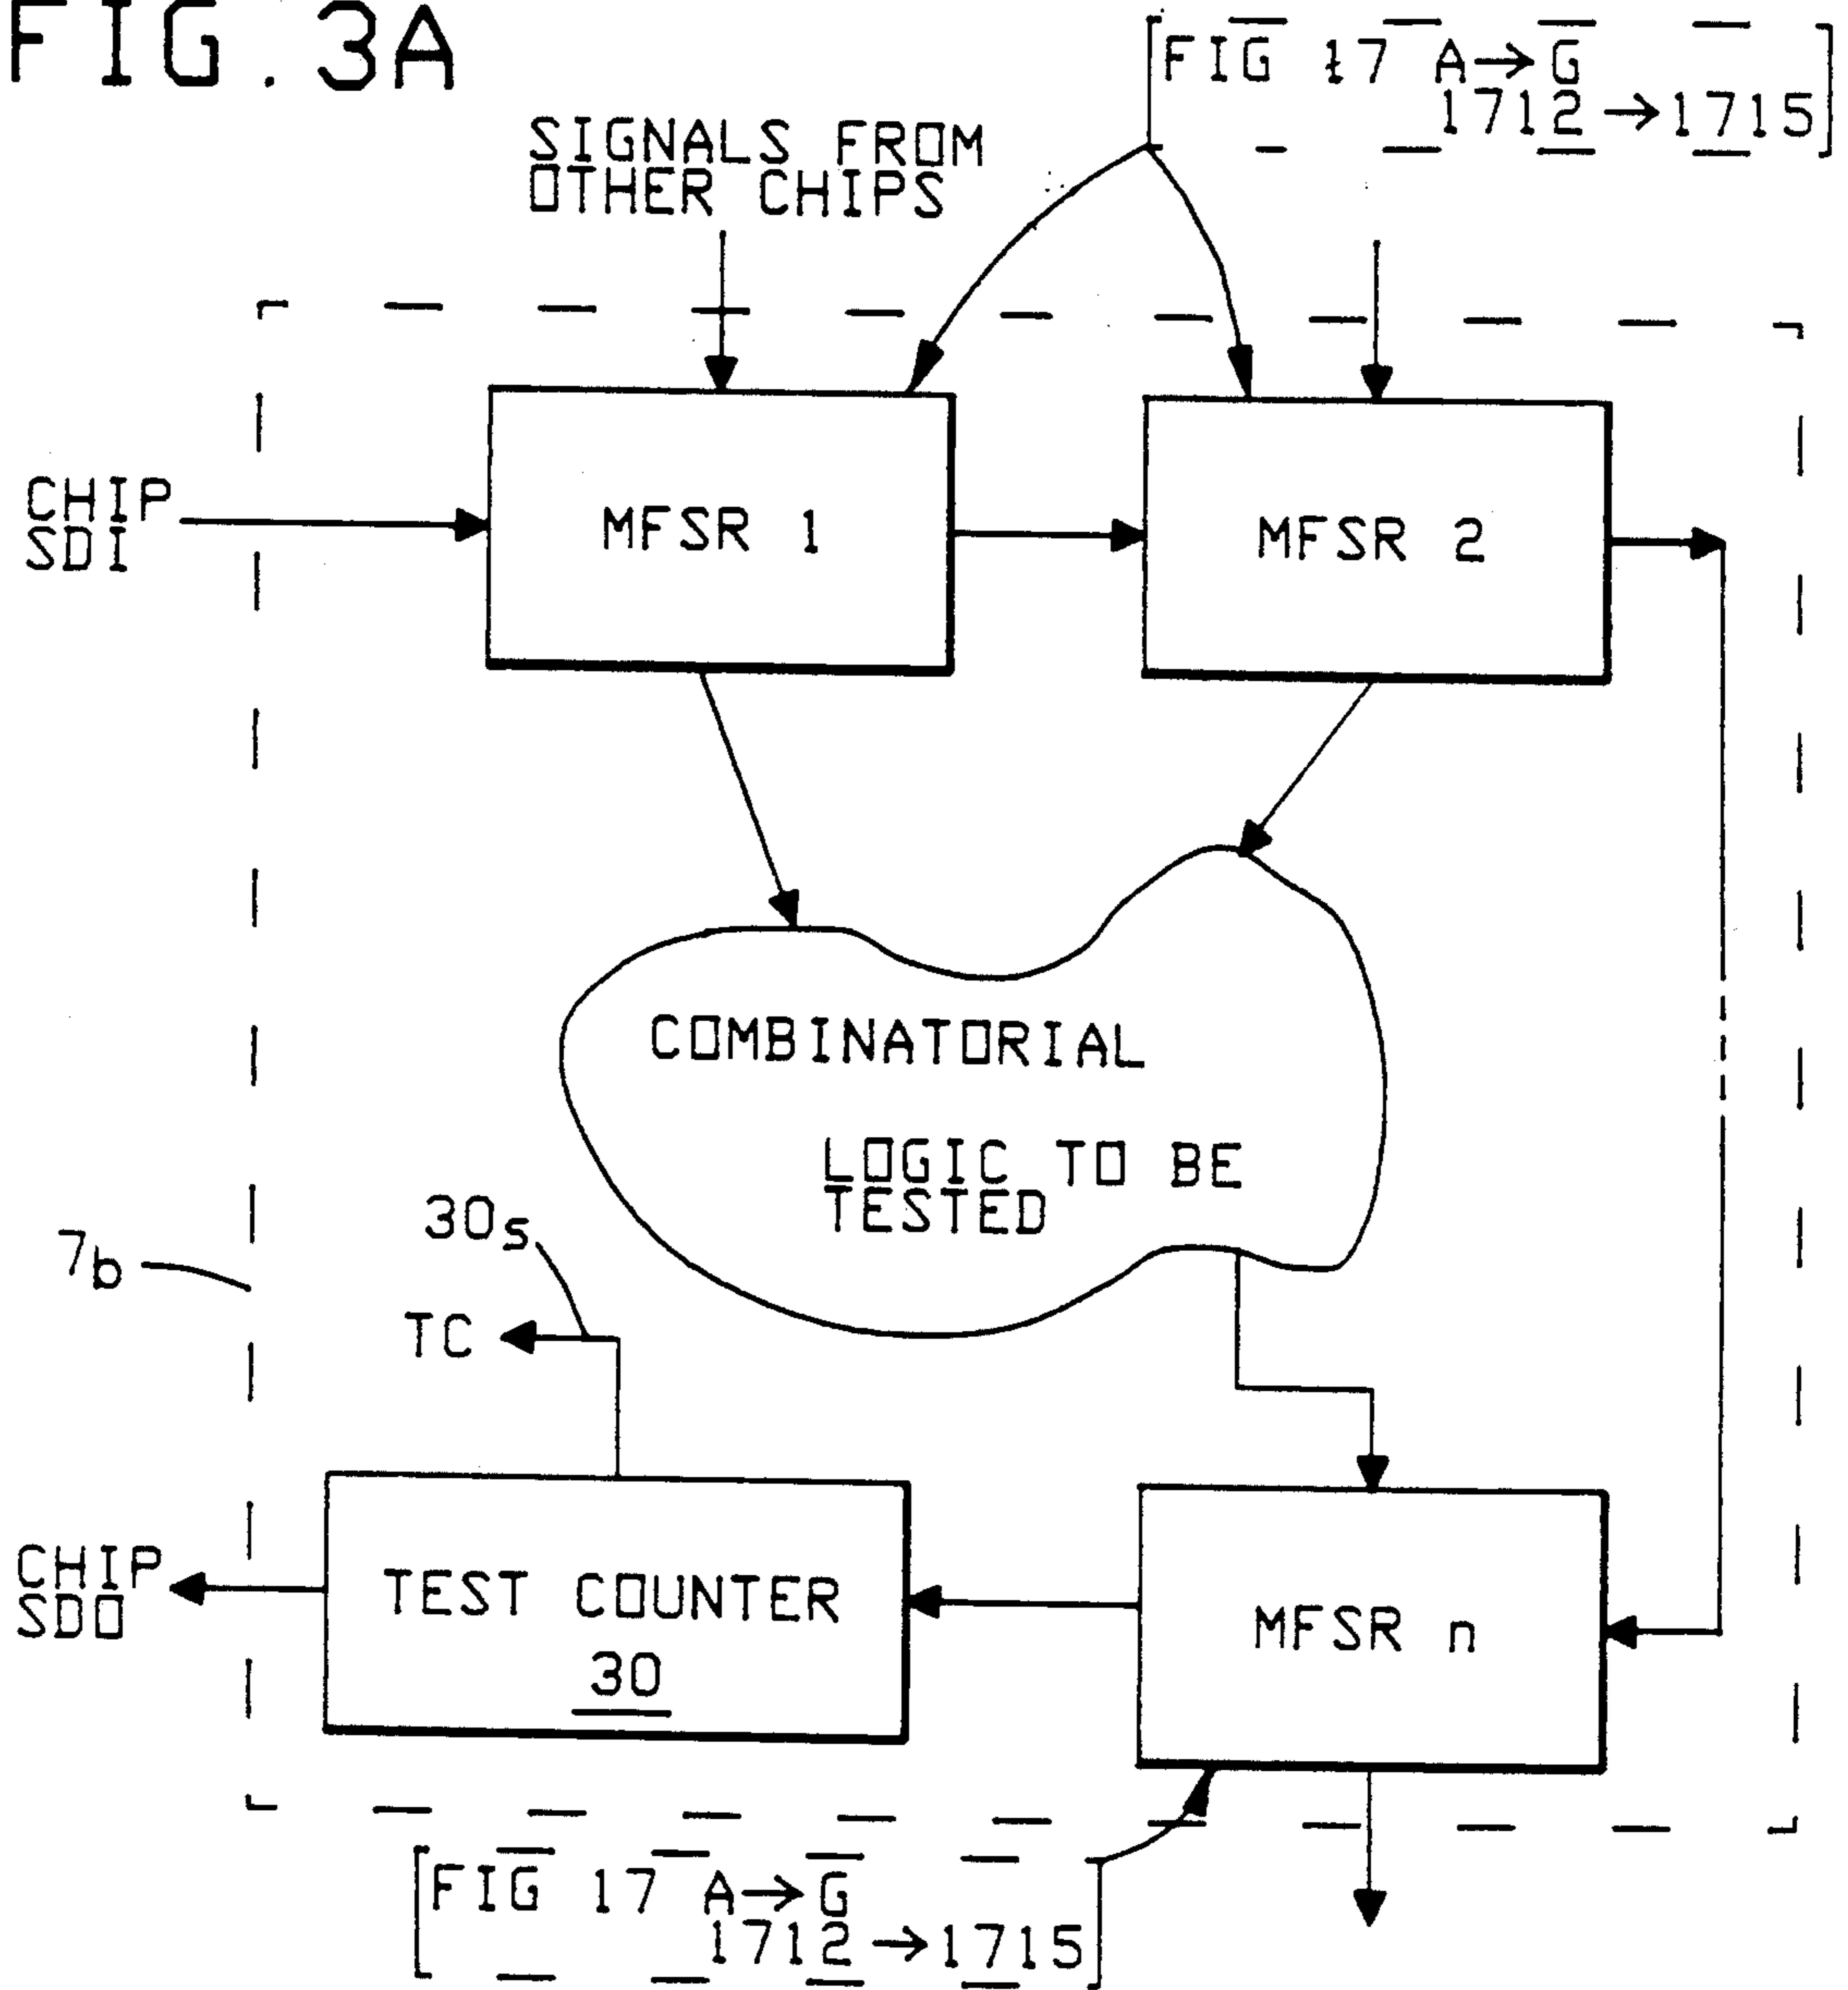 FIG. 3A
FIG 17 A→G
1712→1715
SIGNALS FROM
OTHER CHIPS
CHIP
SDI
MFSR 1
MFSR 2
COMBINATORIAL
LOGIC TO BE
TESTED
30s
7b
TC
CHIP
SDO
TEST COUNTER
30
MFSR n
FIG 17 A→G
1712→1715